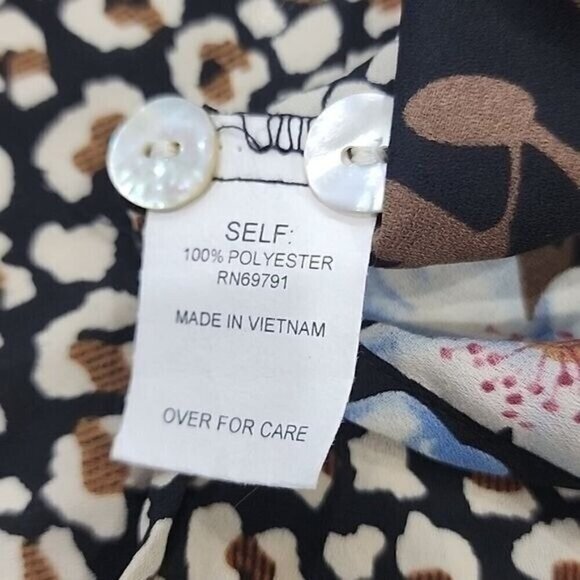 SELF:
100% POLYESTER
RN69791
MADE IN VIETNAM
OVER FOR CARE